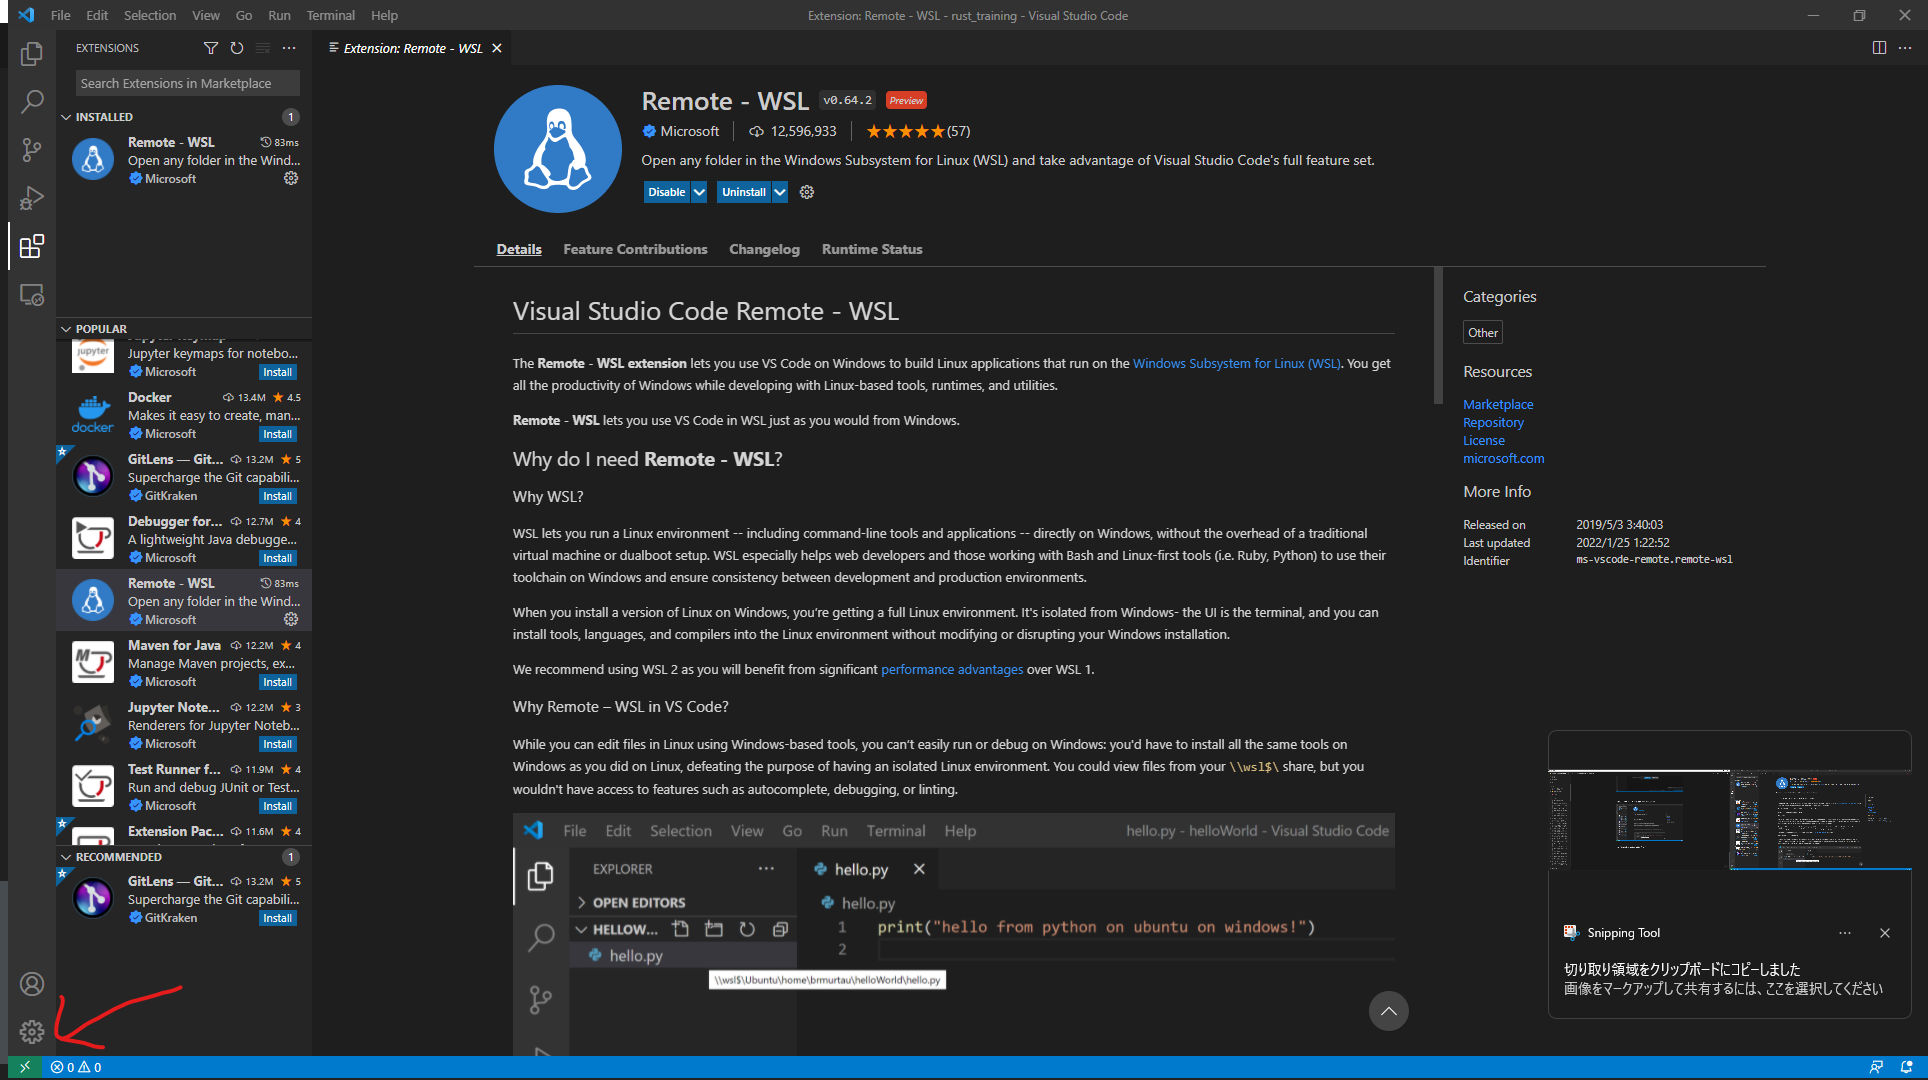 File Edit Selection View Go Run Terminal Help
Extension: Remote - WSL - rust_training - Visual Studio Code
EXTENSIONS
Search Extensions in Marketplace
INSTALLED 1
Remote - WSL 83ms
Open any folder in the Wind...
Microsoft
POPULAR
Jupyter Keymap
Jupyter keymaps for notebo...
Microsoft Install
Docker 13.4M 4.5
Makes it easy to create, man...
Microsoft Install
GitLens — Git... 13.2M 5
Supercharge the Git capabili...
GitKraken Install
Debugger for... 12.7M 4
A lightweight Java debugge...
Microsoft Install
Remote - WSL 83ms
Open any folder in the Wind...
Microsoft
Maven for Java 12.2M 4
Manage Maven projects, ex...
Microsoft Install
Jupyter Note... 12.2M 3
Renderers for Jupyter Noteb...
Microsoft Install
Test Runner f... 11.9M 4
Run and debug JUnit or Test...
Microsoft Install
Extension Pac... 11.6M 4
RECOMMENDED 1
GitLens — Git... 13.2M 5
Supercharge the Git capabili...
GitKraken Install
0 0
Extension: Remote - WSL
Remote - WSL v0.64.2 Preview
Microsoft 12,596,933 (57)
Open any folder in the Windows Subsystem for Linux (WSL) and take advantage of Visual Studio Code's full feature set.
Disable Uninstall
Details Feature Contributions Changelog Runtime Status
Visual Studio Code Remote - WSL
The Remote - WSL extension lets you use VS Code on Windows to build Linux applications that run on the Windows Subsystem for Linux (WSL). You get
all the productivity of Windows while developing with Linux-based tools, runtimes, and utilities.
Remote - WSL lets you use VS Code in WSL just as you would from Windows.
Why do I need Remote - WSL?
Why WSL?
WSL lets you run a Linux environment -- including command-line tools and applications -- directly on Windows, without the overhead of a traditional
virtual machine or dualboot setup. WSL especially helps web developers and those working with Bash and Linux-first tools (i.e. Ruby, Python) to use their
toolchain on Windows and ensure consistency between development and production environments.
When you install a version of Linux on Windows, you're getting a full Linux environment. It's isolated from Windows- the UI is the terminal, and you can
install tools, languages, and compilers into the Linux environment without modifying or disrupting your Windows installation.
We recommend using WSL 2 as you will benefit from significant performance advantages over WSL 1.
Why Remote – WSL in VS Code?
While you can edit files in Linux using Windows-based tools, you can't easily run or debug on Windows: you'd have to install all the same tools on
Windows as you did on Linux, defeating the purpose of having an isolated Linux environment. You could view files from your \\wsl$\ share, but you
wouldn't have access to features such as autocomplete, debugging, or linting.
File Edit Selection View Go Run Terminal Help hello.py - helloWorld - Visual Studio Code
EXPLORER
OPEN EDITORS
HELLOW...
hello.py
\\wsl$\Ubuntu\home\brmurtau\helloWorld\hello.py
hello.py
hello.py
1 print("hello from python on ubuntu on windows!")
2
Categories
Other
Resources
Marketplace
Repository
License
microsoft.com
More Info
Released on 2019/5/3 3:40:03
Last updated 2022/1/25 1:22:52
Identifier ms-vscode-remote.remote-wsl
Snipping Tool
切り取り領域をクリップボードにコピーしました
画像をマークアップして共有するには、ここを選択してください